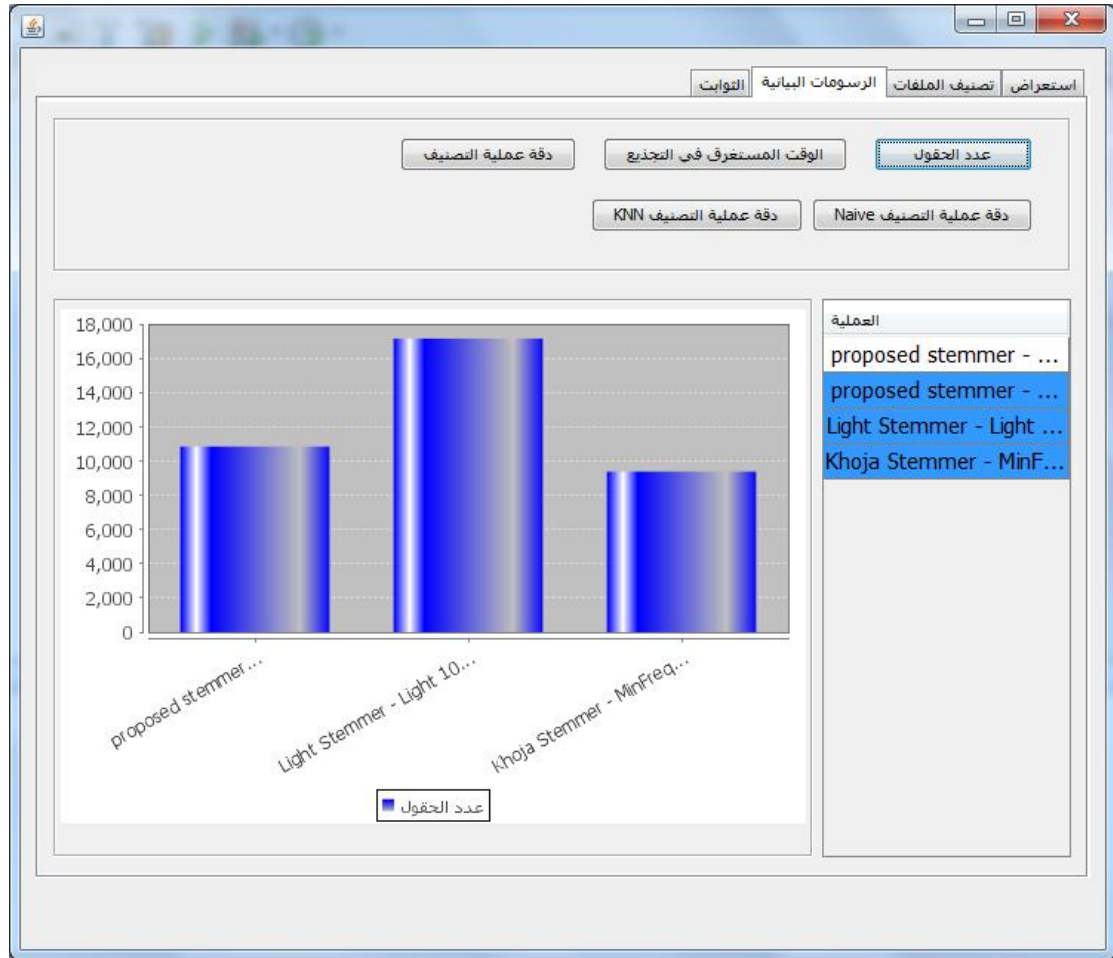 استعراض
تصنيف الملفات
الرسومات البيانية
الثوابت
عدد الحقول
الوقت المستغرق في التجذيع
دقة عملية التصنيف
دقة عملية التصنيف Naive
دقة عملية التصنيف KNN
العملية
proposed stemmer - ...
proposed stemmer - ...
Light Stemmer - Light ...
Khoja Stemmer - MinF...
18,000
16,000
14,000
12,000
10,000
8,000
6,000
4,000
2,000
0
proposed stemmer...
Light Stemmer - Light 10...
Khoja Stemmer - MinFreq...
عدد الحقول